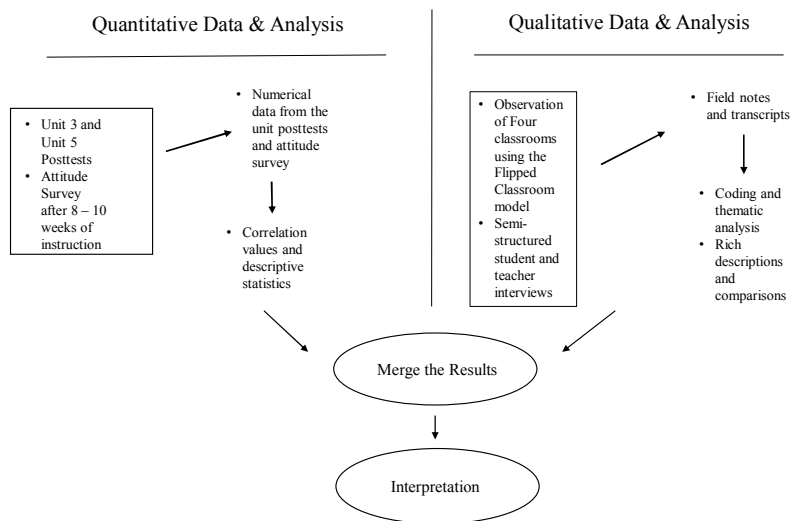 Quantitative Data & Analysis
• Unit 3 and
Unit 5
Posttests
• Attitude
Survey
after 8 – 10
weeks of
instruction
• Numerical
data from the
unit posttests
and attitude
survey
• Correlation
values and
descriptive
statistics
Qualitative Data & Analysis
• Observation
of Four
classrooms
using the
Flipped
Classroom
model
• Semi-
structured
student and
teacher
interviews
• Field notes
and transcripts
• Coding and
thematic
analysis
• Rich
descriptions
and
comparisons
Merge the Results
Interpretation